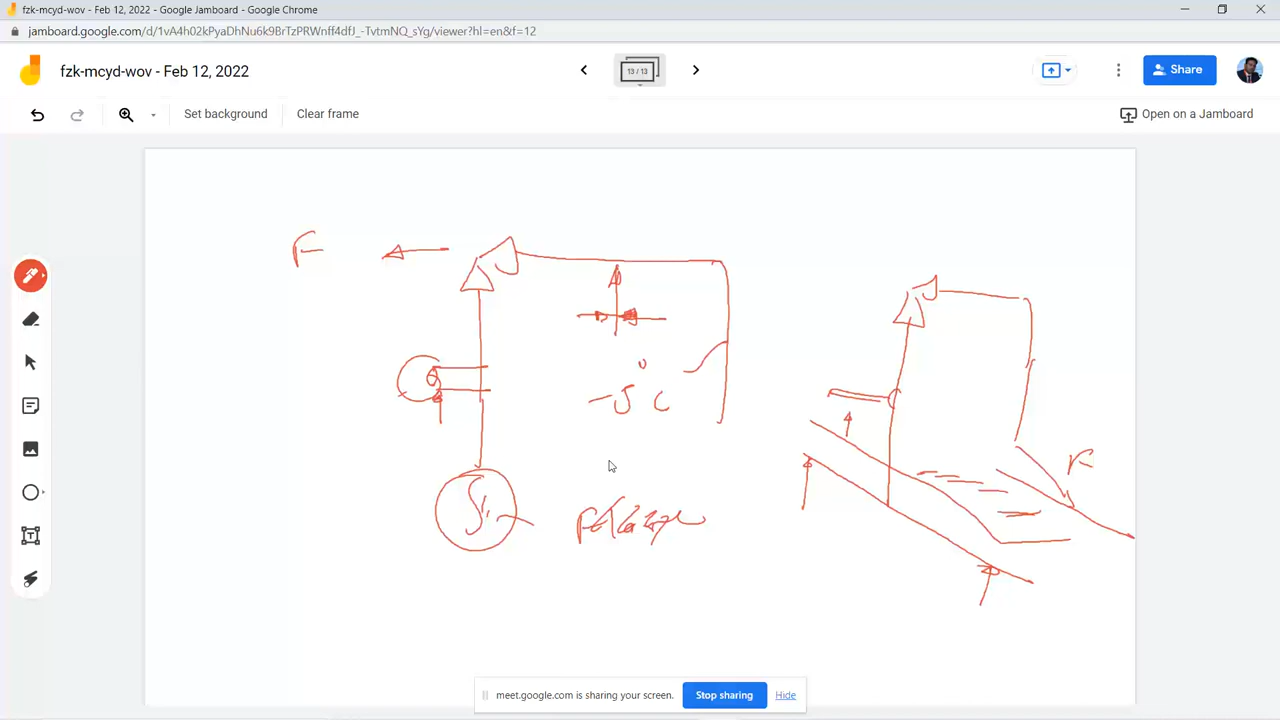 fzk-mcyd-wov - Feb 12, 2022 - Google Jamboard - Google Chrome
jamboard.google.com/d/1vA4h02kPyaDhNu6k9BrTzPRWnff4dfJ_-TvtmNQ_sYg/viewer?hl=en&f=12
fzk-mcyd-wov - Feb 12, 2022
13 / 13
Share
Set background
Clear frame
Open on a Jamboard
F
-5°C
F
meet.google.com is sharing your screen.
Stop sharing
Hide